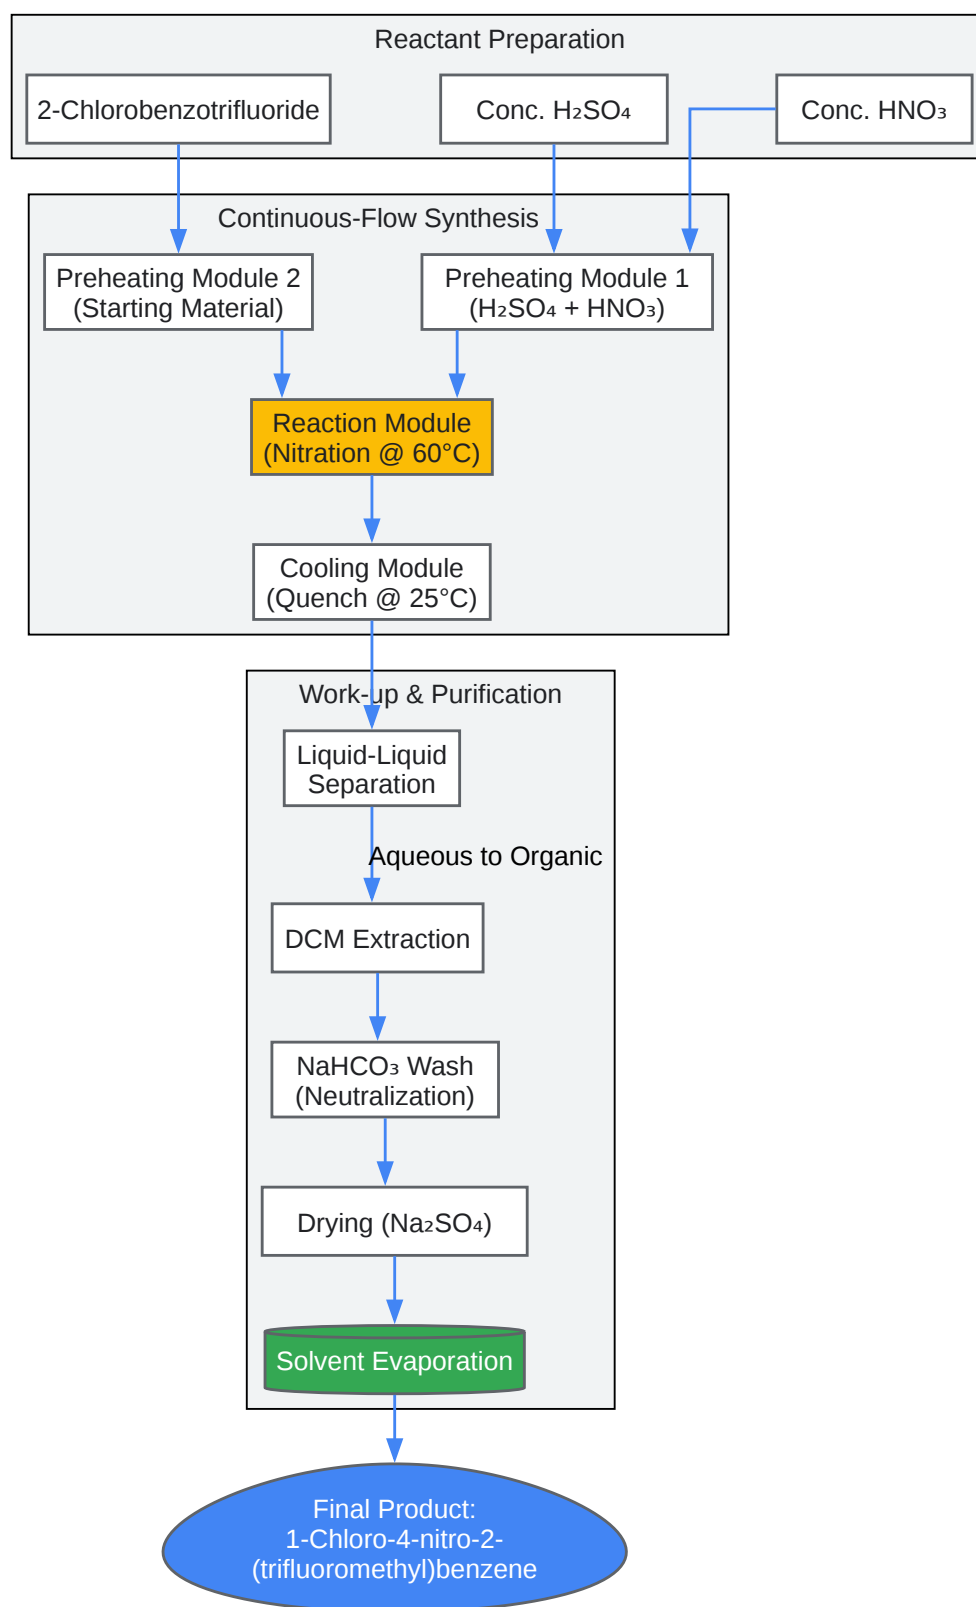 Reactant Preparation
2-Chlorobenzotrifluoride
Conc. H₂SO₄
Conc. HNO₃
Continuous-Flow Synthesis
Preheating Module 2
(Starting Material)
Preheating Module 1
(H₂SO₄ + HNO₃)
Reaction Module
(Nitration @ 60°C)
Cooling Module
(Quench @ 25°C)
Work-up & Purification
Liquid-Liquid
Separation
Aqueous to Organic
DCM Extraction
NaHCO₃ Wash
(Neutralization)
Drying (Na₂SO₄)
Solvent Evaporation
Final Product:
1-Chloro-4-nitro-2-
(trifluoromethyl)benzene